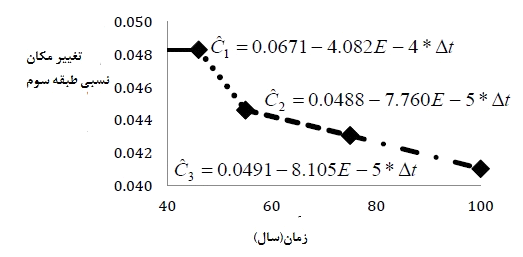 0.050
تغییر مکان
نسبی طبقه سوم
0.048
Ĉ₁ = 0.0671 − 4.082E − 4 * Δt
0.046
Ĉ₂ = 0.0488 − 7.760E − 5 * Δt
0.044
0.042
Ĉ₃ = 0.0491 − 8.105E − 5 * Δt
0.040
40 60 80 100
زمان(سال)